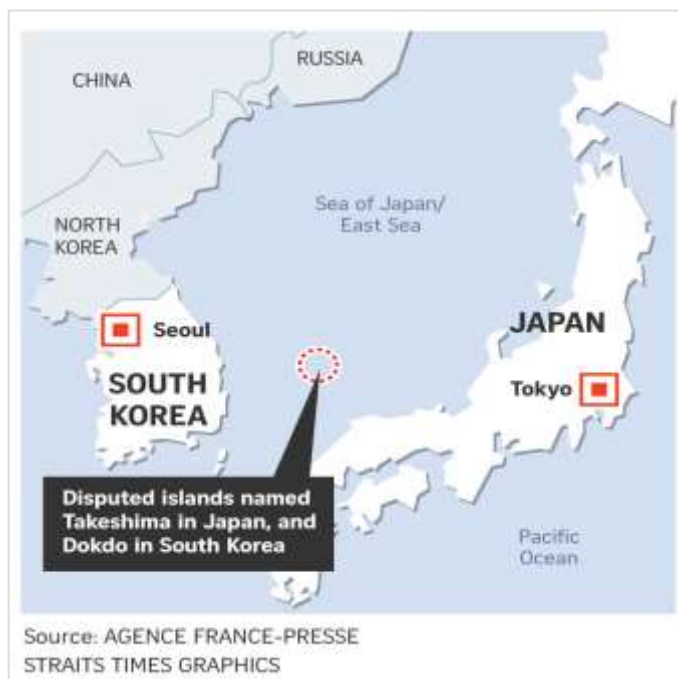 RUSSIA
CHINA
Sea of Japan/
East Sea
NORTH
KOREA
Seoul
JAPAN
SOUTH
KOREA
Tokyo
Disputed islands named
Takeshima in Japan, and
Dokdo in South Korea
Pacific
Ocean
Source: AGENCE FRANCE-PRESSE
STRAITS TIMES GRAPHICS